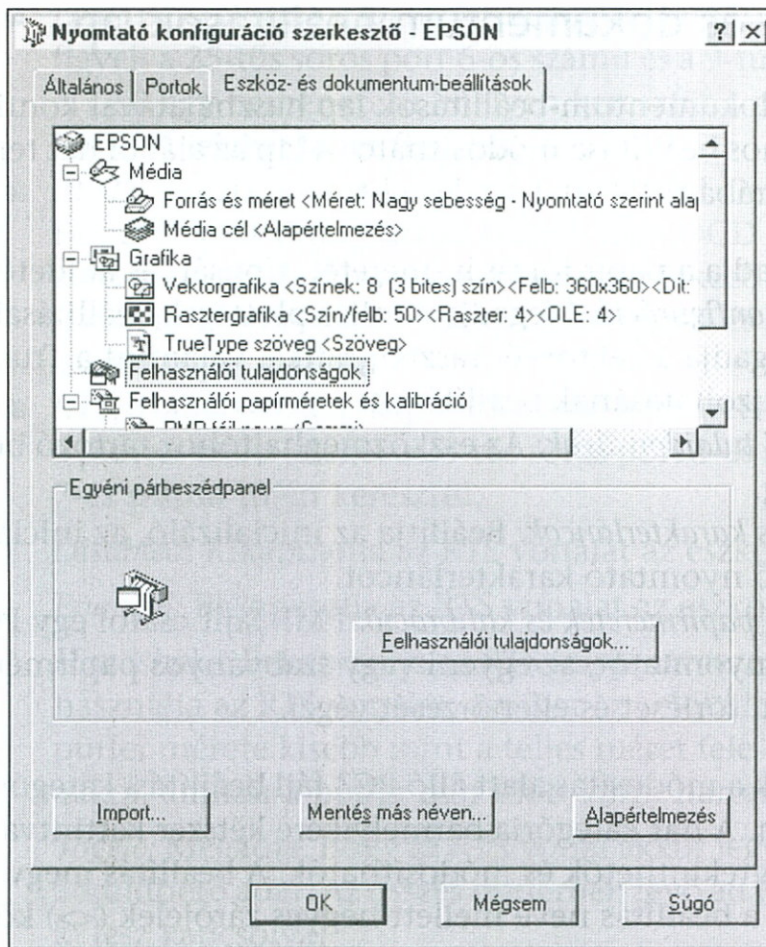 Nyomtató konfiguráció szerkesztő - EPSON
Általános
Portok
Eszköz- és dokumentum-beállítások
EPSON
Média
Forrás és méret <Méret: Nagy sebesség - Nyomtató szerint alap
Média cél <Alapértelmezés>
Grafika
Vektorgrafika <Színek: 8 (3 bites) szín><Felb: 360x360><Dit:
Rasztergrafika <Szín/felb: 50><Raszter: 4><OLE: 4>
TrueType szöveg <Szöveg>
Felhasználói tulajdonságok
Felhasználói papírméretek és kalibráció
Egyéni párbeszédpanel
Felhasználói tulajdonságok...
Import...
Mentés más néven...
Alapértelmezés
OK
Mégsem
Súgó